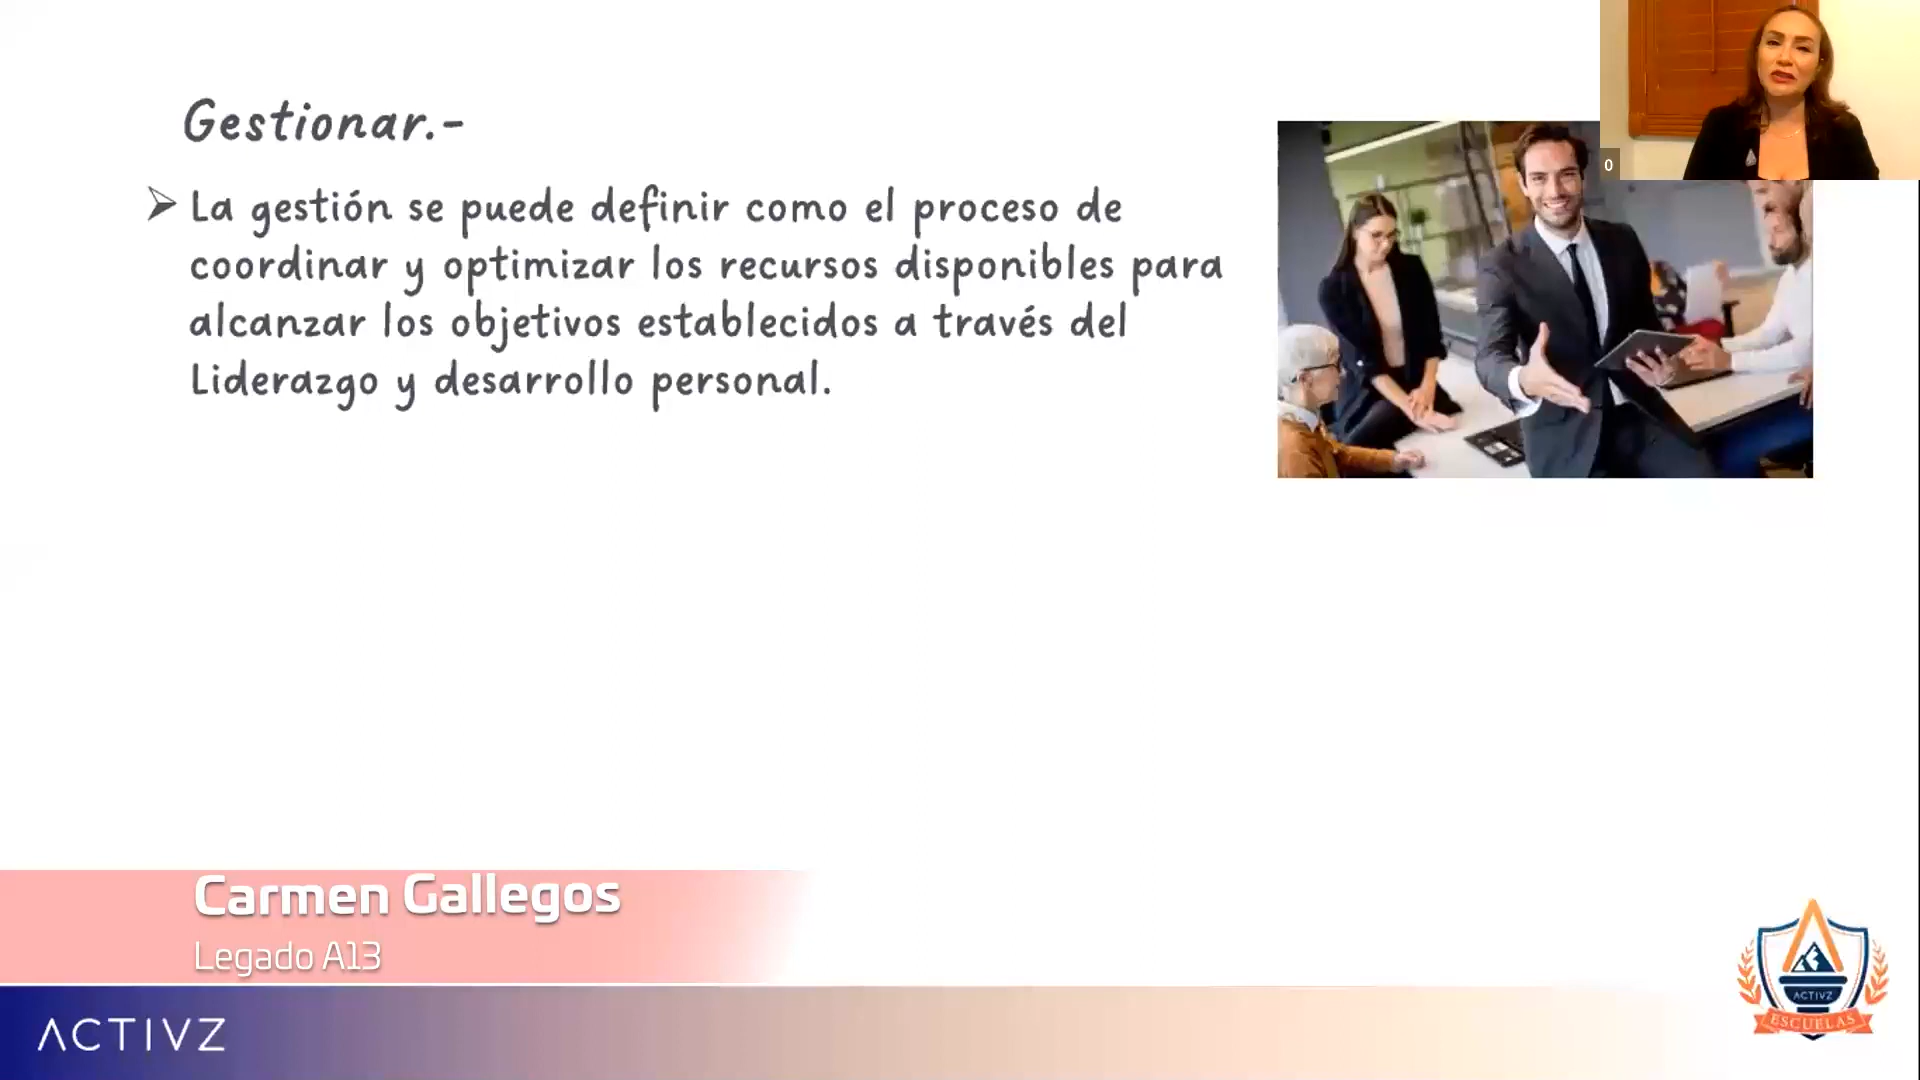 Gestionar.-
➢ La gestión se puede definir como el proceso de
coordinar y optimizar los recursos disponibles para
alcanzar los objetivos establecidos a través del
Liderazgo y desarrollo personal.
0
Carmen Gallegos
Legado A13
ACTIVZ
ACTIVZ
ESCUELAS